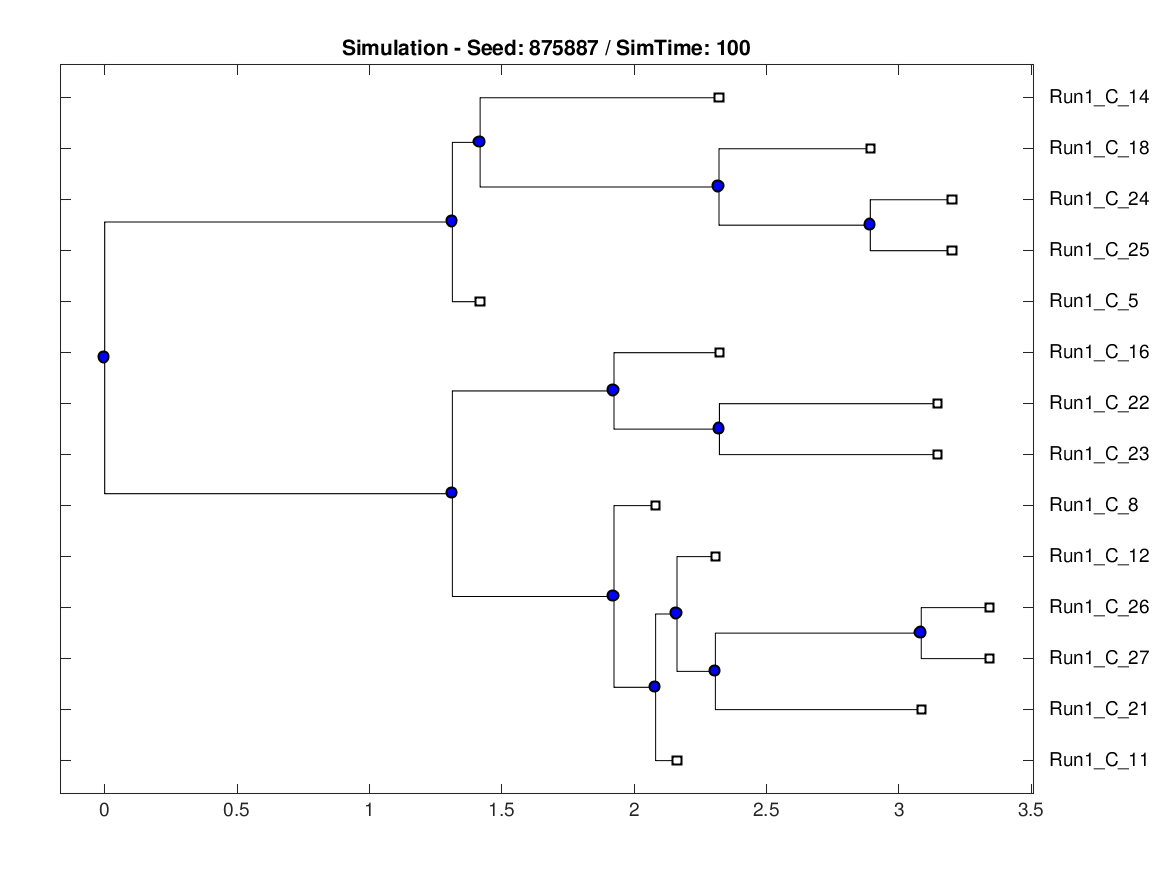 Simulation - Seed: 875887 / SimTime: 100
Run1_C_14
Run1_C_18
Run1_C_24
Run1_C_25
Run1_C_5
Run1_C_16
Run1_C_22
Run1_C_23
Run1_C_8
Run1_C_12
Run1_C_26
Run1_C_27
Run1_C_21
Run1_C_11
0 0.5 1 1.5 2 2.5 3 3.5